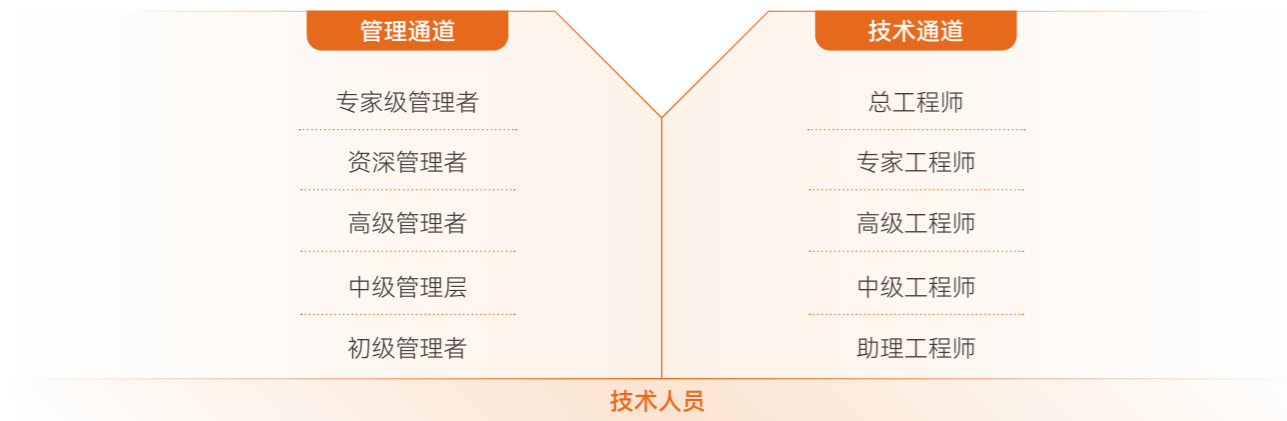 管理通道
专家级管理者
资深管理者
高级管理者
中级管理层
初级管理者
技术通道
总工程师
专家工程师
高级工程师
中级工程师
助理工程师
技术人员